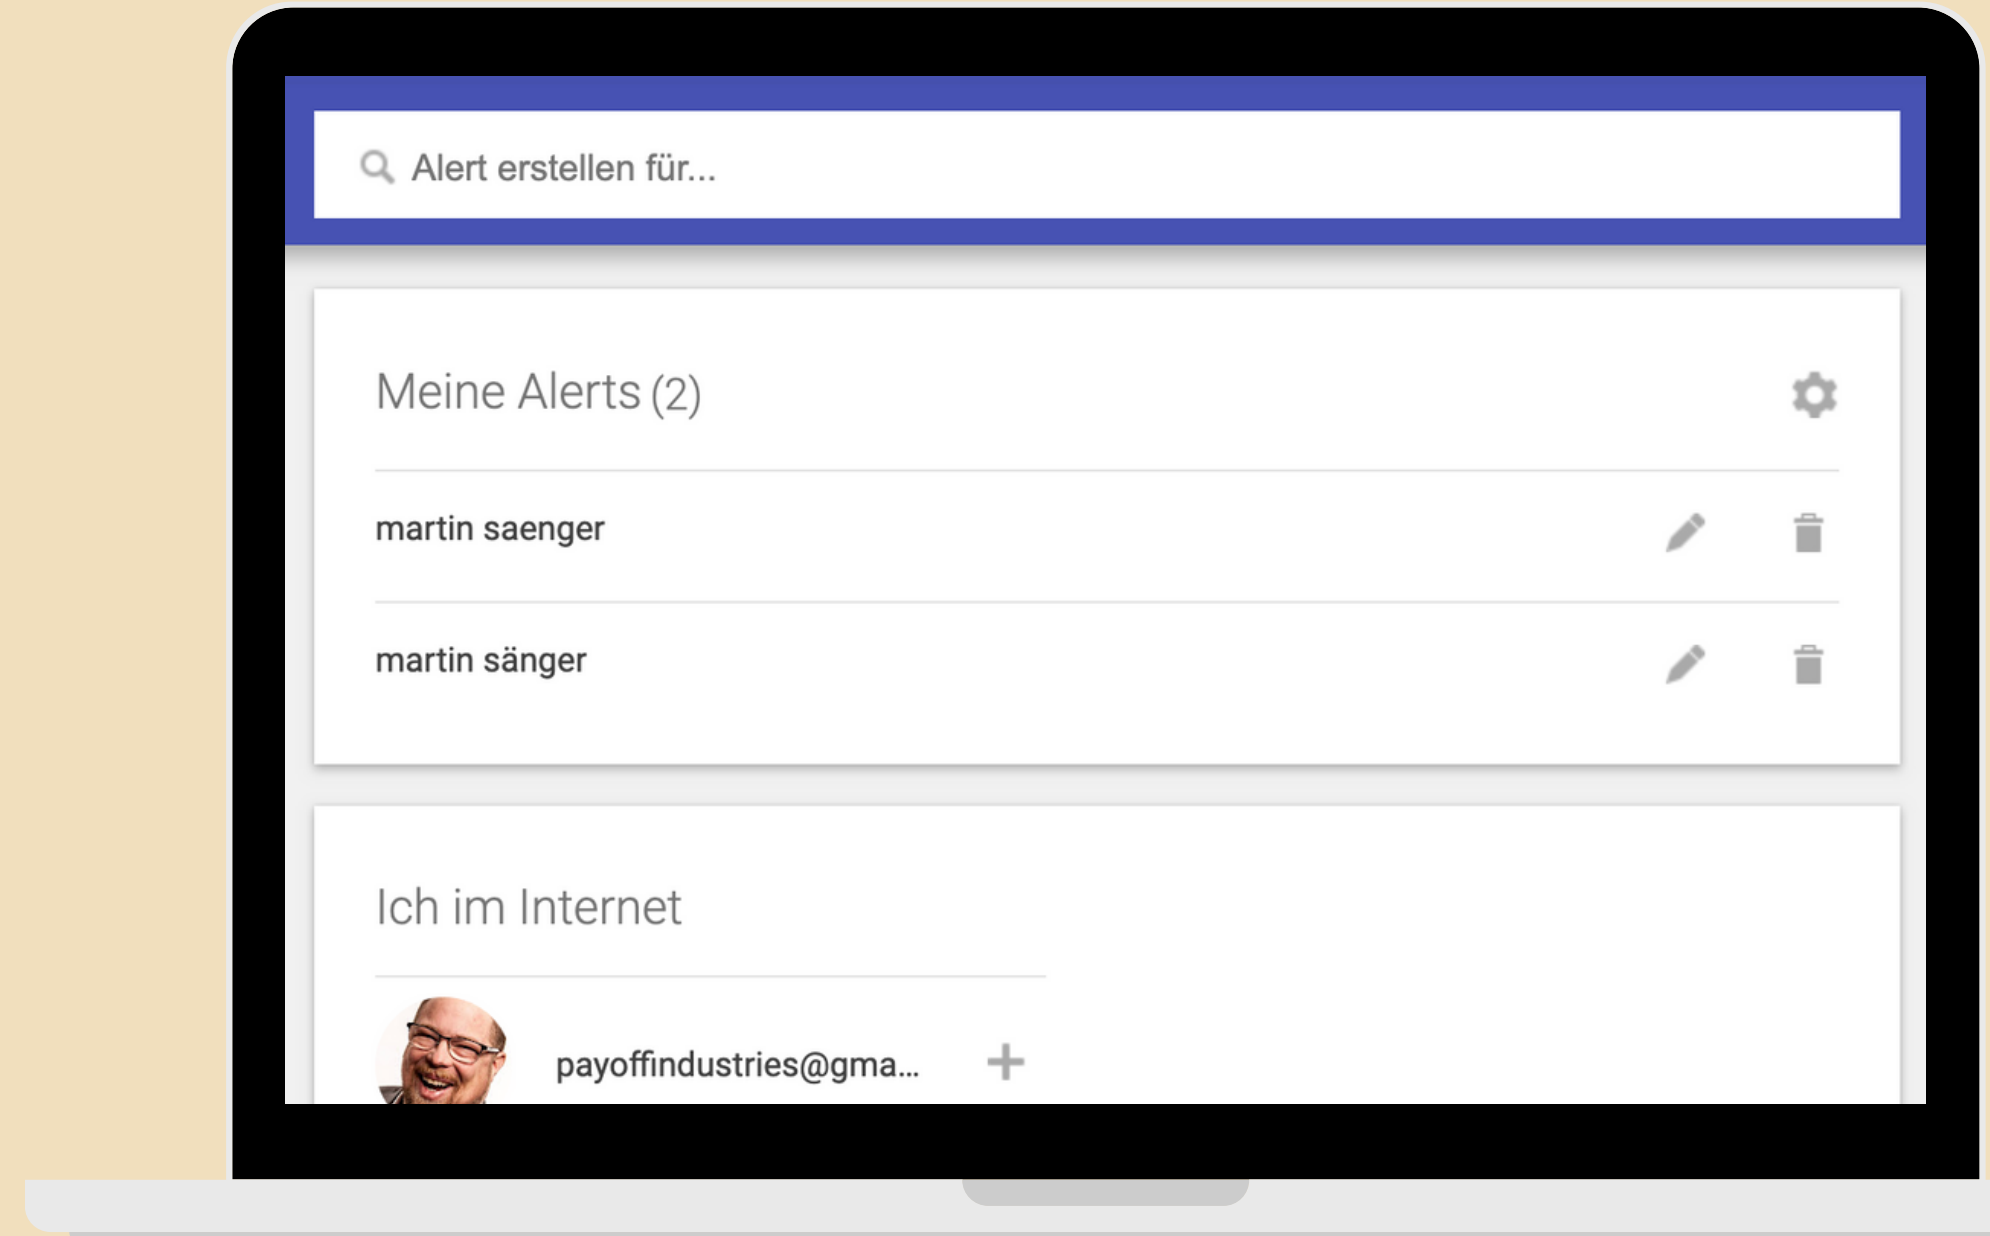 Alert erstellen für...
Meine Alerts (2)
martin saenger
martin sänger
Ich im Internet
payoffindustries@gma...